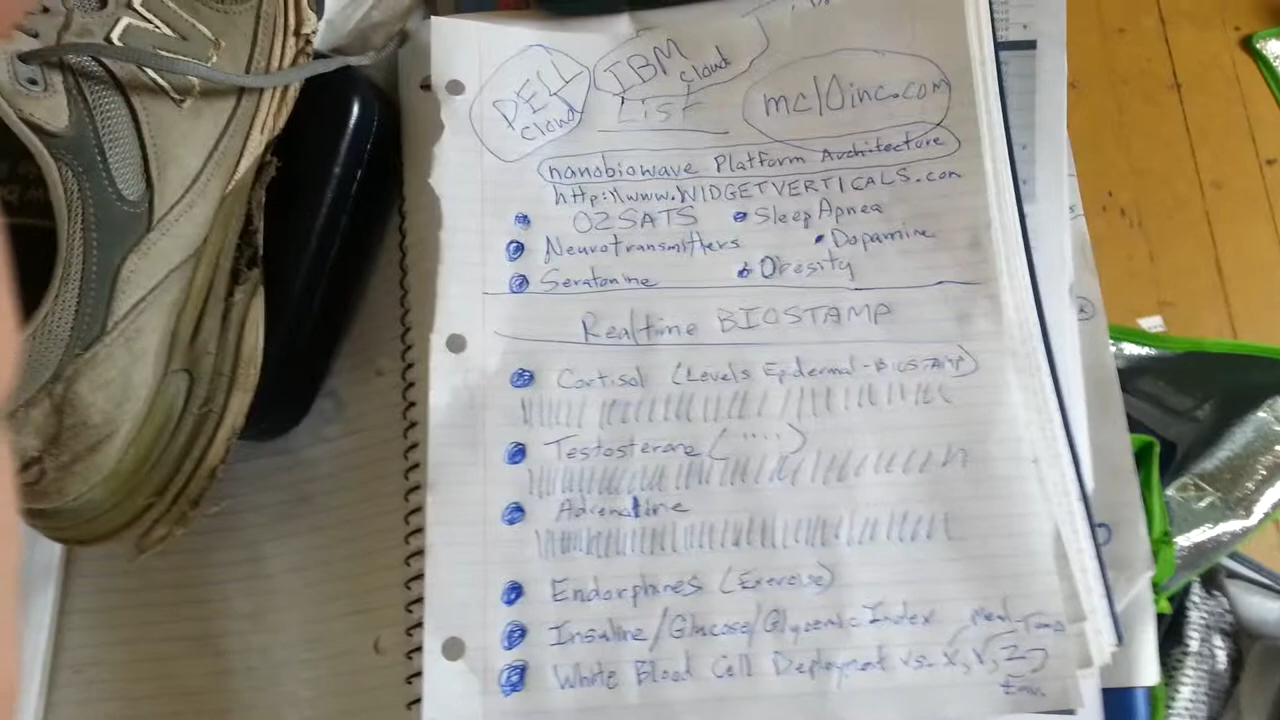 DELL cloud
IBM cloud
List
mc10inc.com
nanobiowave Platform Architecture
http://www.WIDGETVERTICALS.com
O2SATS
Sleep Apnea
Neurotransmitters
Dopamine
Seratonine
Obesity
Realtime BIOSTAMP
Cortisol (Levels Epidermal-BIOSTAMP)
Testosterone (....)
Adrenaline
Endorphines (Exercise)
Insuline/Glucose/Glycemic Index
White Blood Cell Deployment vs. X, Y, Z
N